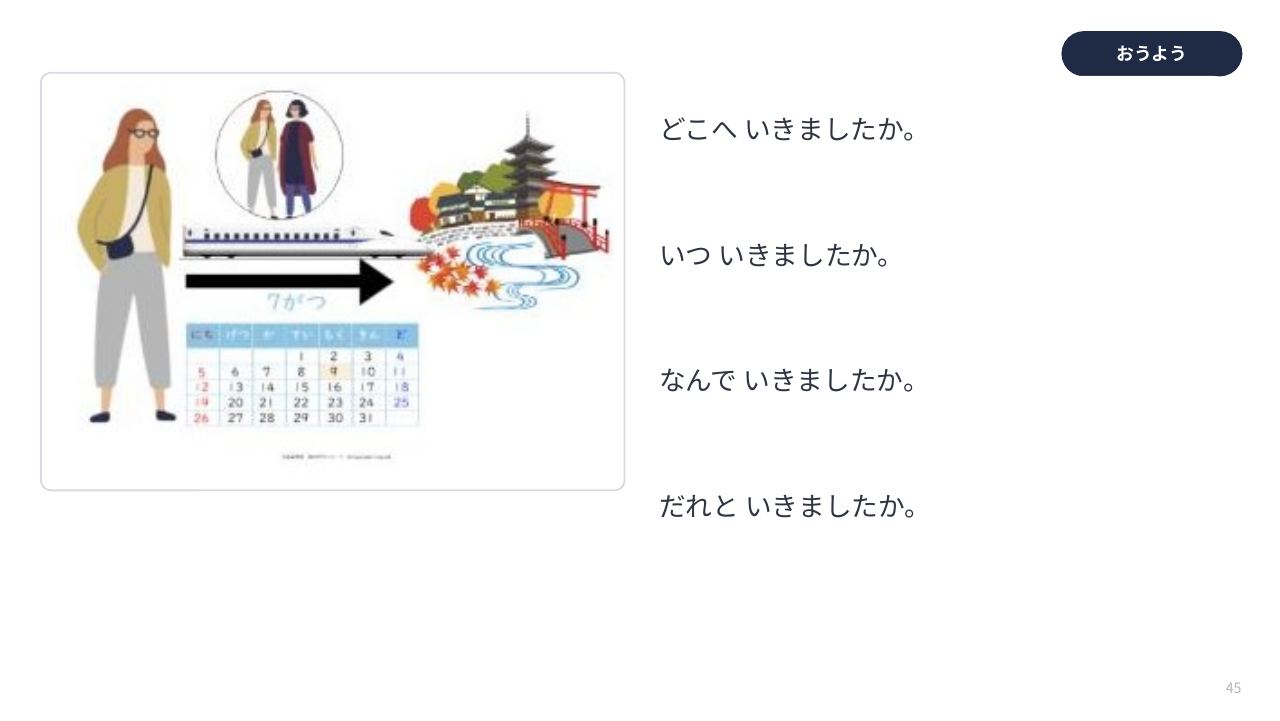 おうよう
どこへ いきましたか。
いつ いきましたか。
なんで いきましたか。
だれと いきましたか。
7がつ
にち げつ か すい もく きん ど
1 2 3 4
5 6 7 8 9 10 11
12 13 14 15 16 17 18
19 20 21 22 23 24 25
26 27 28 29 30 31
45